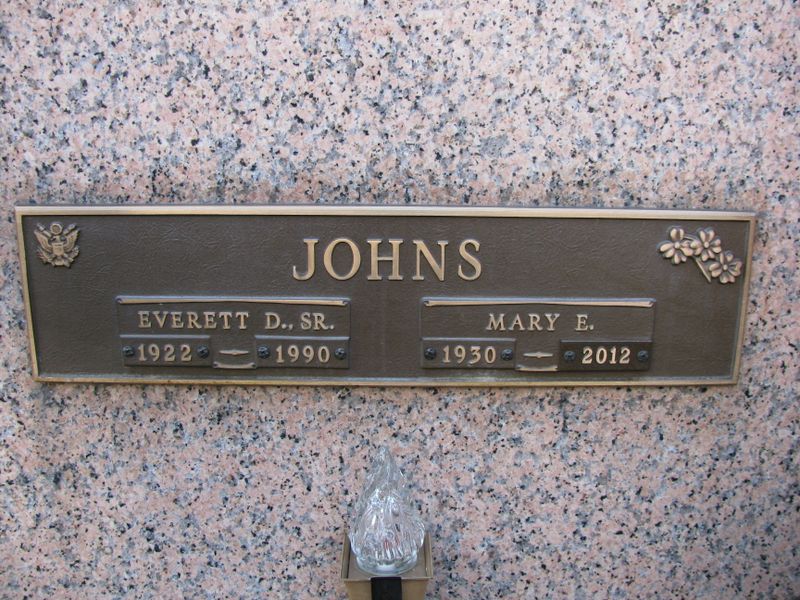 JOHNS
EVERETT D., SR.
1922 – 1990
MARY E.
1930 – 2012